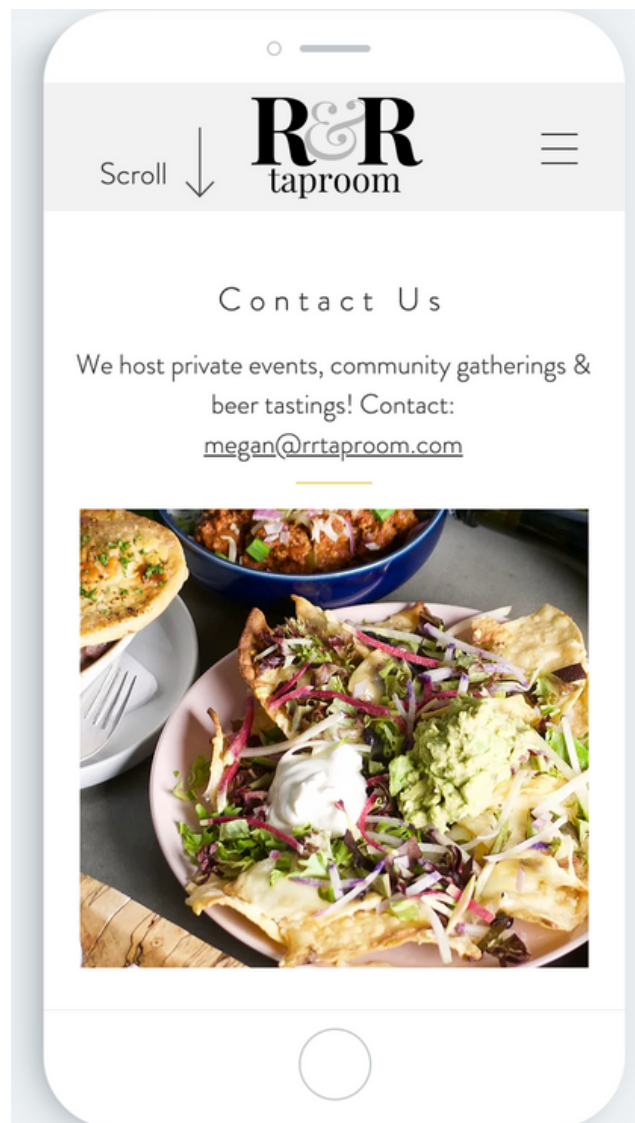 Scroll
R&R
taproom
Contact Us
We host private events, community gatherings &
beer tastings! Contact:
megan@rrtaproom.com